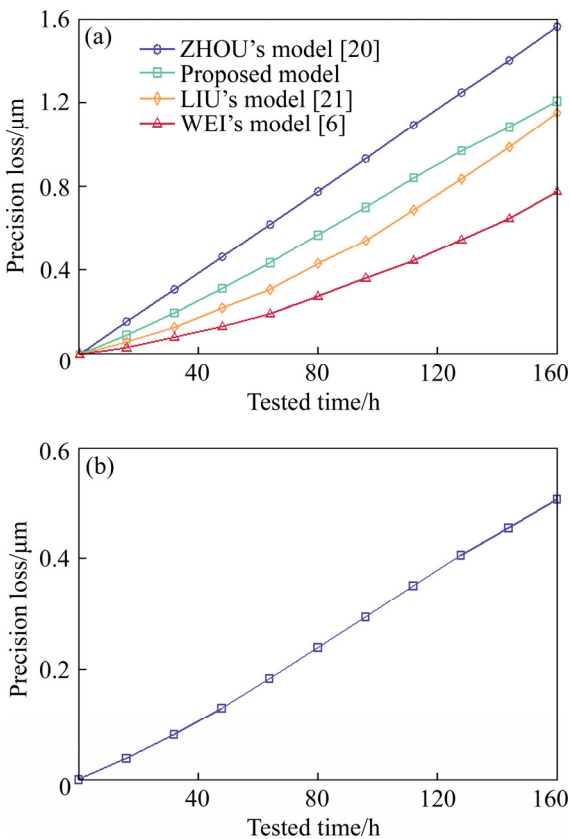 1.6
(a)
ZHOU's model [20]
Proposed model
LIU's model [21]
WEI's model [6]
1.2
0.8
0.4
0
Precision loss/μm
40 80 120 160
Tested time/h
0.6
(b)
0.4
0.2
0
Precision loss/μm
40 80 120 160
Tested time/h